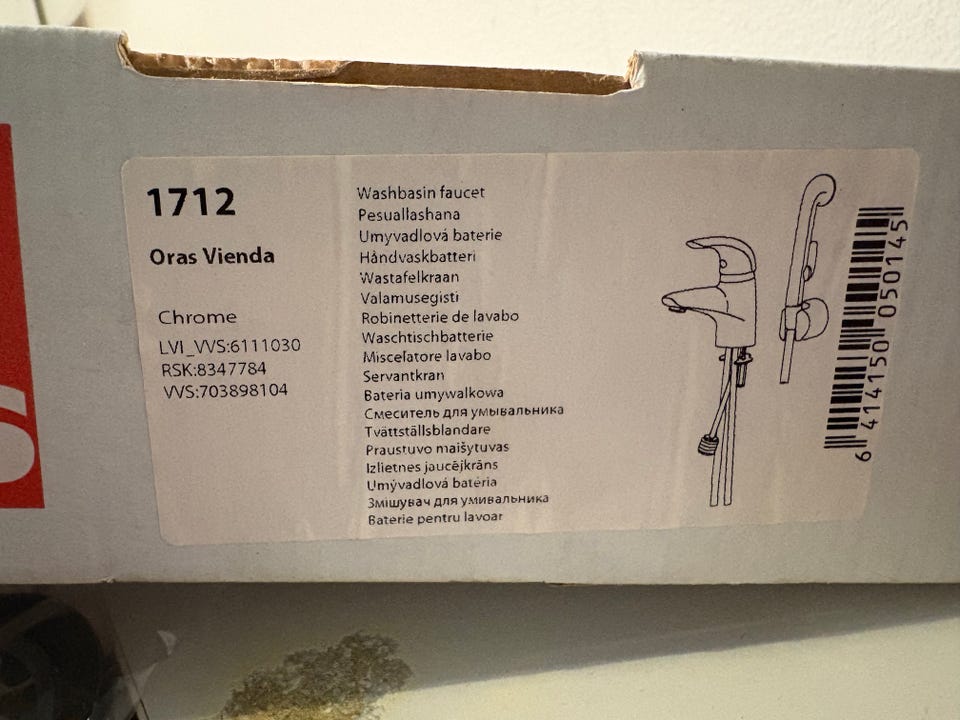 1712
Oras Vienda
Chrome
LVI_VVS:6111030
RSK:8347784
VVS:703898104
Washbasin faucet
Pesuallashana
Umyvadlová baterie
Håndvaskbatteri
Wastafelkraan
Valamusegisti
Robinetterie de lavabo
Waschtischbatterie
Miscelatore lavabo
Servantkran
Bateria umywalkowa
Смеситель для умывальника
Tvättställsblandare
Praustuvo maišytuvas
Izlietnes jaucējkrāns
Umývadlová batéria
Змішувач для умивальника
Baterie pentru lavoar
6 414150 050145